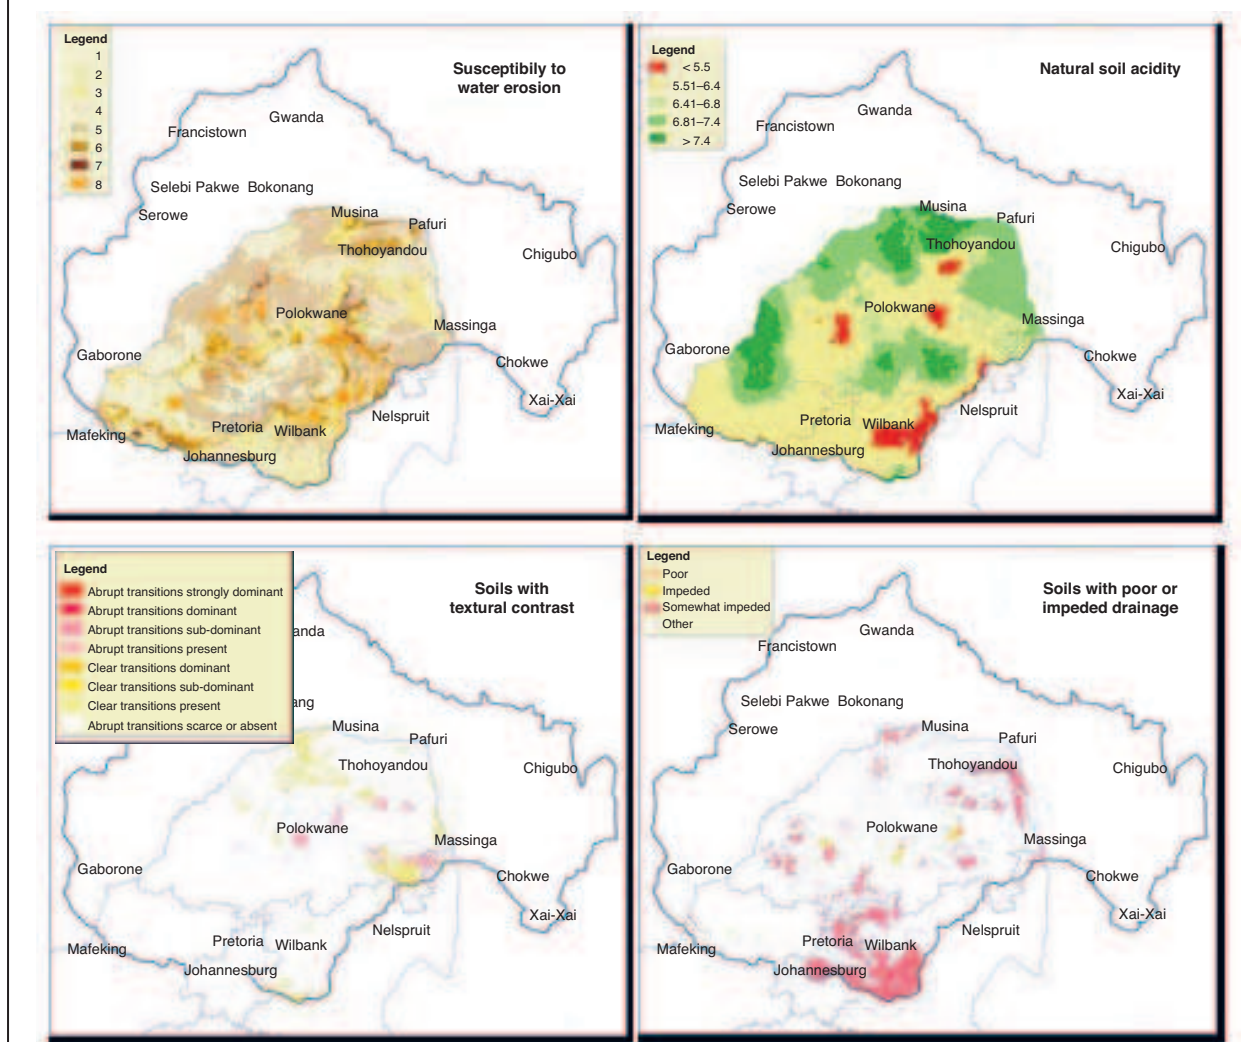 Legend
1
2
3
4
5
6
7
8
Susceptibily to
water erosion
Gwanda
Francistown
Selebi Pakwe Bokonang
Serowe
Musina
Pafuri
Thohoyandou
Chigubo
Polokwane
Massinga
Gaborone
Chokwe
Xai-Xai
Nelspruit
Mafeking
Pretoria
Wilbank
Johannesburg
Legend
< 5.5
5.51–6.4
6.41–6.8
6.81–7.4
> 7.4
Natural soil acidity
Gwanda
Francistown
Selebi Pakwe Bokonang
Serowe
Musina
Pafuri
Thohoyandou
Chigubo
Polokwane
Massinga
Gaborone
Chokwe
Xai-Xai
Nelspruit
Mafeking
Pretoria
Wilbank
Johannesburg
Legend
Abrupt transitions strongly dominant
Abrupt transitions dominant
Abrupt transitions sub-dominant
Abrupt transitions present
Clear transitions dominant
Clear transitions sub-dominant
Clear transitions present
Abrupt transitions scarce or absent
Soils with
textural contrast
anda
ang
Musina
Pafuri
Thohoyandou
Chigubo
Polokwane
Massinga
Gaborone
Chokwe
Xai-Xai
Nelspruit
Mafeking
Pretoria
Wilbank
Johannesburg
Legend
Poor
Impeded
Somewhat impeded
Other
Soils with poor or
impeded drainage
Gwanda
Francistown
Selebi Pakwe Bokonang
Serowe
Musina
Pafuri
Thohoyandou
Chigubo
Polokwane
Massinga
Gaborone
Chokwe
Xai-Xai
Nelspruit
Mafeking
Pretoria
Wilbank
Johannesburg